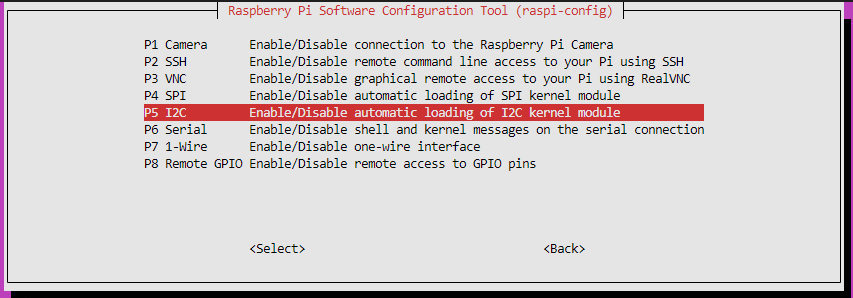 Raspberry Pi Software Configuration Tool (raspi-config)
P1 Camera Enable/Disable connection to the Raspberry Pi Camera
P2 SSH Enable/Disable remote command line access to your Pi using SSH
P3 VNC Enable/Disable graphical remote access to your Pi using RealVNC
P4 SPI Enable/Disable automatic loading of SPI kernel module
P5 I2C Enable/Disable automatic loading of I2C kernel module
P6 Serial Enable/Disable shell and kernel messages on the serial connection
P7 1-Wire Enable/Disable one-wire interface
P8 Remote GPIO Enable/Disable remote access to GPIO pins
<Select> <Back>